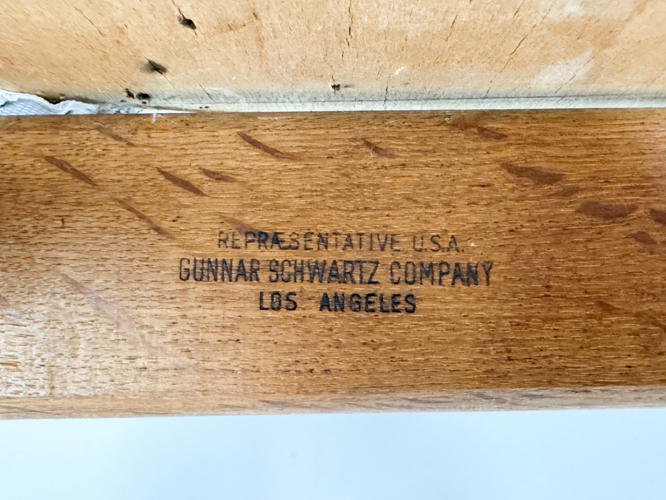 REPRÆSENTATIVE U.S.A.
GUNNAR SCHWARTZ COMPANY
LOS ANGELES